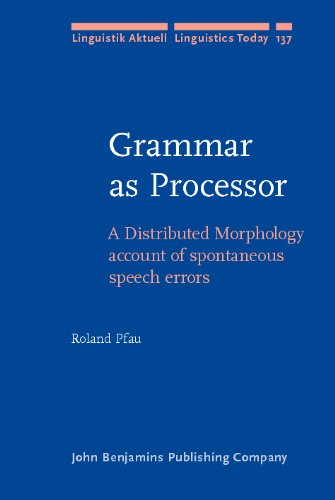 Linguistik Aktuell Linguistics Today 137
Grammar
as Processor
A Distributed Morphology
account of spontaneous
speech errors
Roland Pfau
John Benjamins Publishing Company